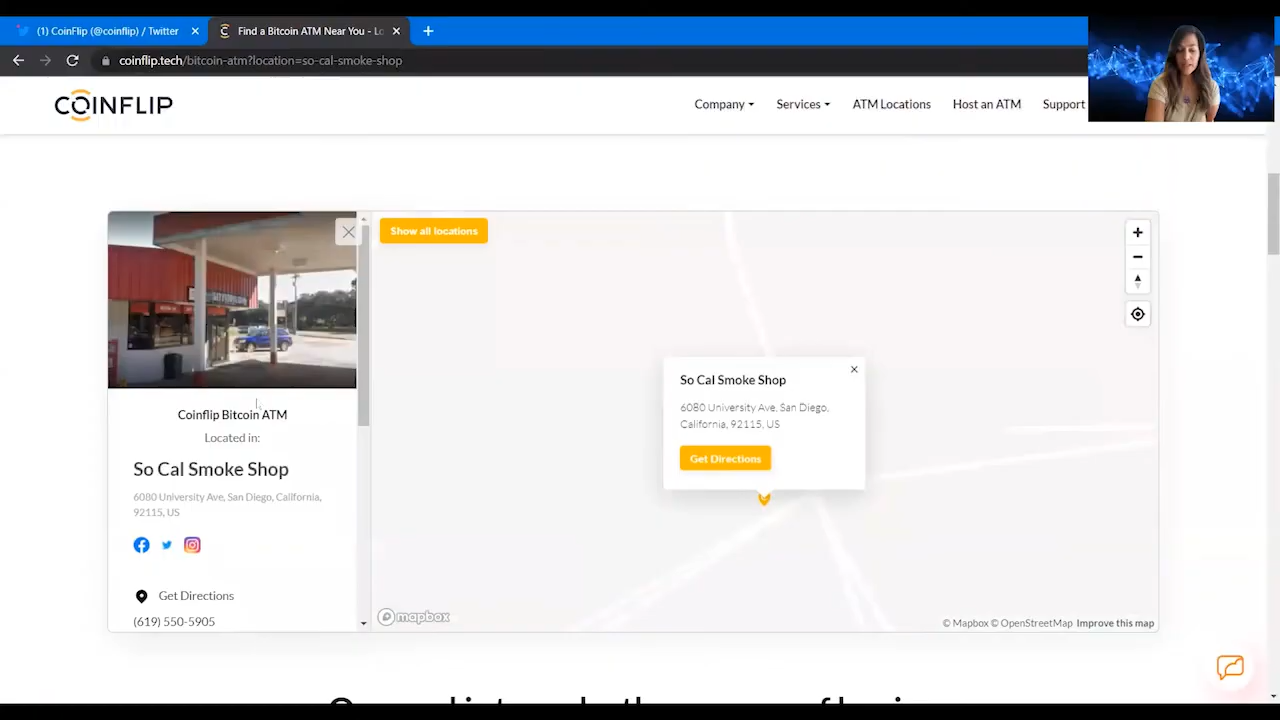 (1) CoinFlip (@coinflip) / Twitter
Find a Bitcoin ATM Near You - Lo
coinflip.tech/bitcoin-atm?location=so-cal-smoke-shop
COINFLIP
Company
Services
ATM Locations
Host an ATM
Support
Show all locations
Coinflip Bitcoin ATM
Located in:
So Cal Smoke Shop
6080 University Ave, San Diego, California,
92115, US
Get Directions
(619) 550-5905
So Cal Smoke Shop
6080 University Ave, San Diego,
California, 92115, US
Get Directions
mapbox
© Mapbox © OpenStreetMap Improve this map